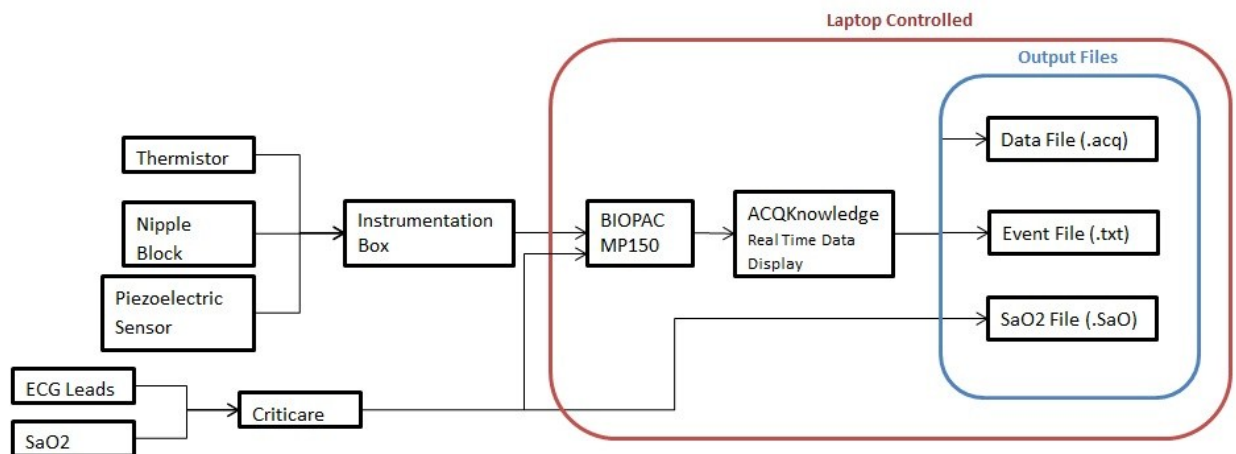 Laptop Controlled
Output Files
Thermistor
Nipple
Block
Piezoelectric
Sensor
Instrumentation
Box
BIOPAC
MP150
ACQKnowledge
Real Time Data
Display
Data File (.acq)
Event File (.txt)
SaO2 File (.SaO)
ECG Leads
SaO2
Criticare